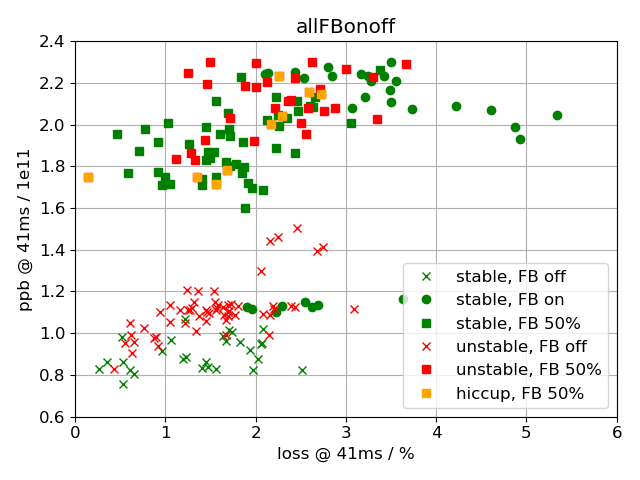 allFBonoff
ppb @ 41ms / 1e11
2.4
2.2
2.0
1.8
1.6
1.4
1.2
1.0
0.8
0.6
stable, FB off
stable, FB on
stable, FB 50%
unstable, FB off
unstable, FB 50%
hiccup, FB 50%
0 1 2 3 4 5 6
loss @ 41ms / %